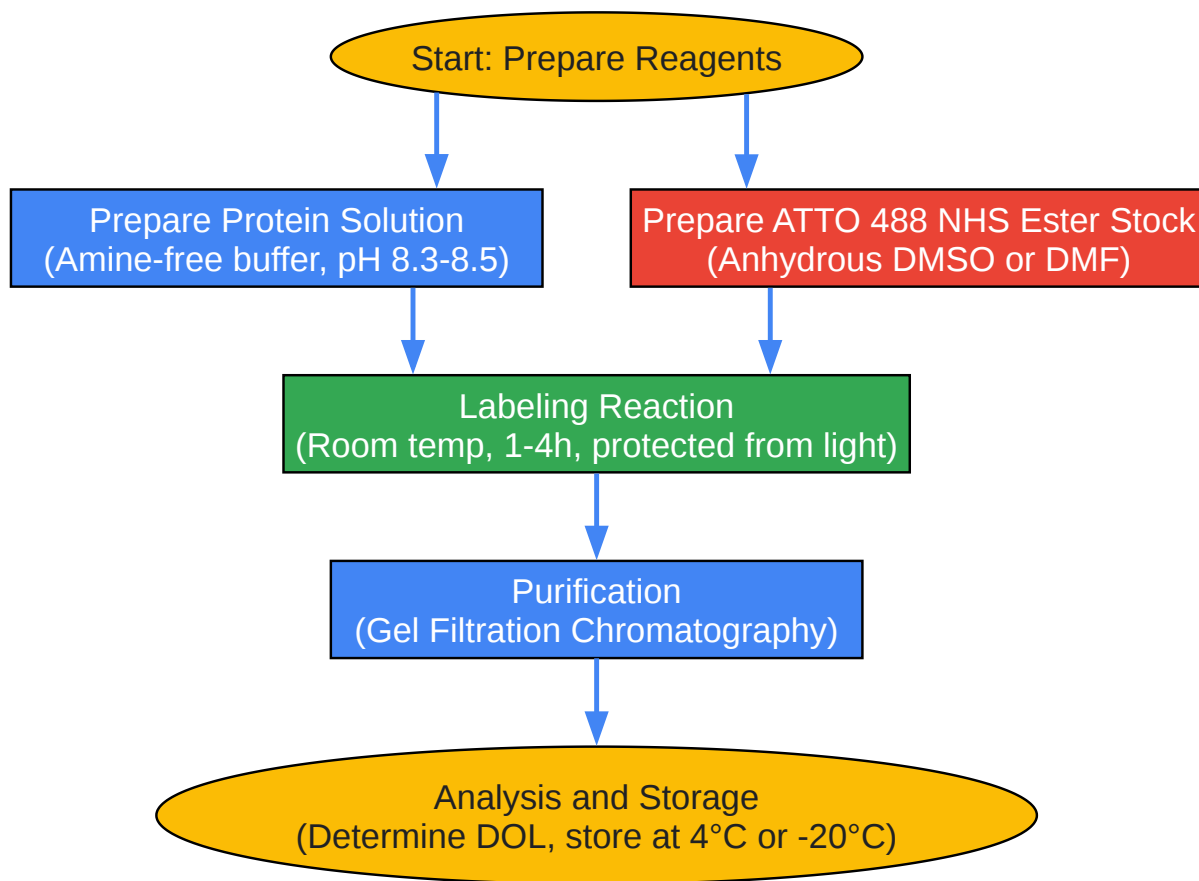 Start: Prepare Reagents
Prepare Protein Solution
(Amine-free buffer, pH 8.3-8.5)
Prepare ATTO 488 NHS Ester Stock
(Anhydrous DMSO or DMF)
Labeling Reaction
(Room temp, 1-4h, protected from light)
Purification
(Gel Filtration Chromatography)
Analysis and Storage
(Determine DOL, store at 4°C or -20°C)